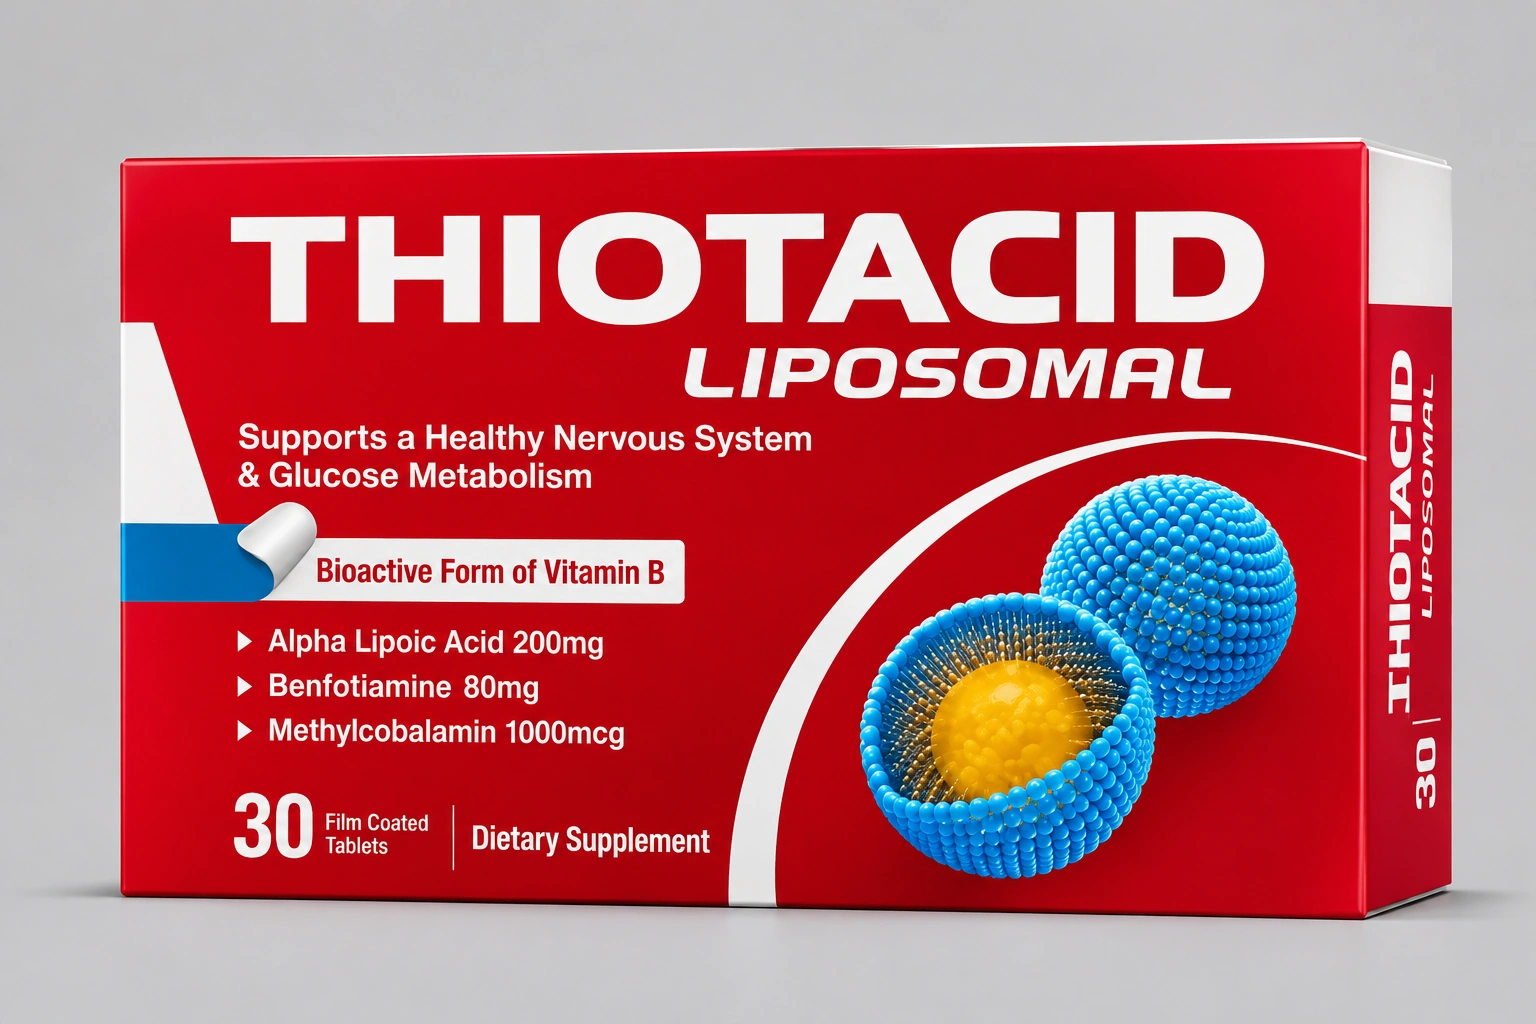 THIOTACID
LIPOSOMAL
Supports a Healthy Nervous System
& Glucose Metabolism
Bioactive Form of Vitamin B
Alpha Lipoic Acid 200mg
Benfotiamine 80mg
Methylcobalamin 1000mcg
30 Film Coated
Tablets
Dietary Supplement
THIOTACID
LIPOSOMAL
30